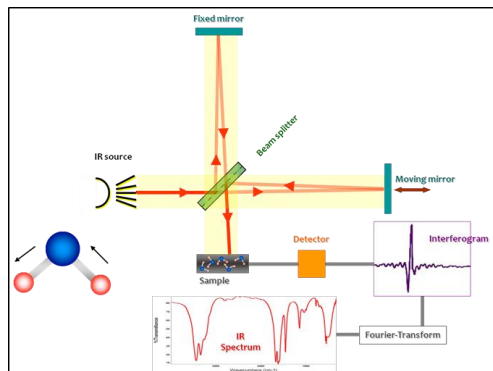 Fixed mirror
Beam splitter
IR source
Moving mirror
Detector
Interferogram
Sample
IR
Spectrum
Fourier-Transform